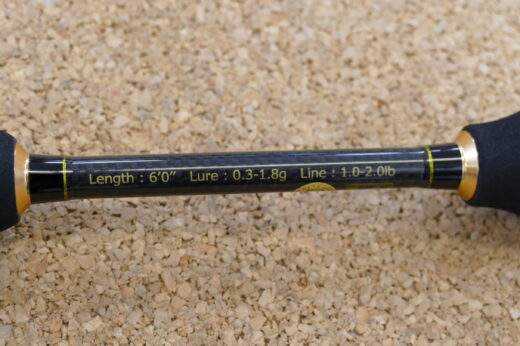 Length : 6'0" Lure : 0.3-1.8g Line : 1.0-2.0lb